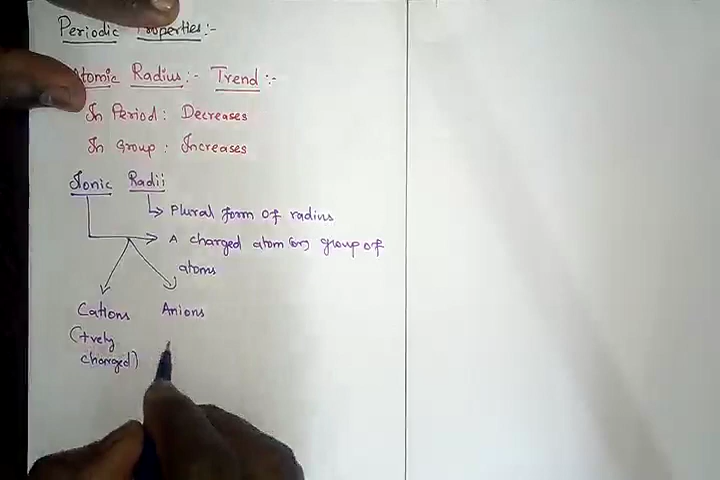 Periodic Properties:-
Atomic Radius:- Trend :-
In Period: Decreases
In Group: Increases
Ionic Radii
Plural form of radius
A charged atom (or) group of
atoms
Cations Anions
(+vely
charged)